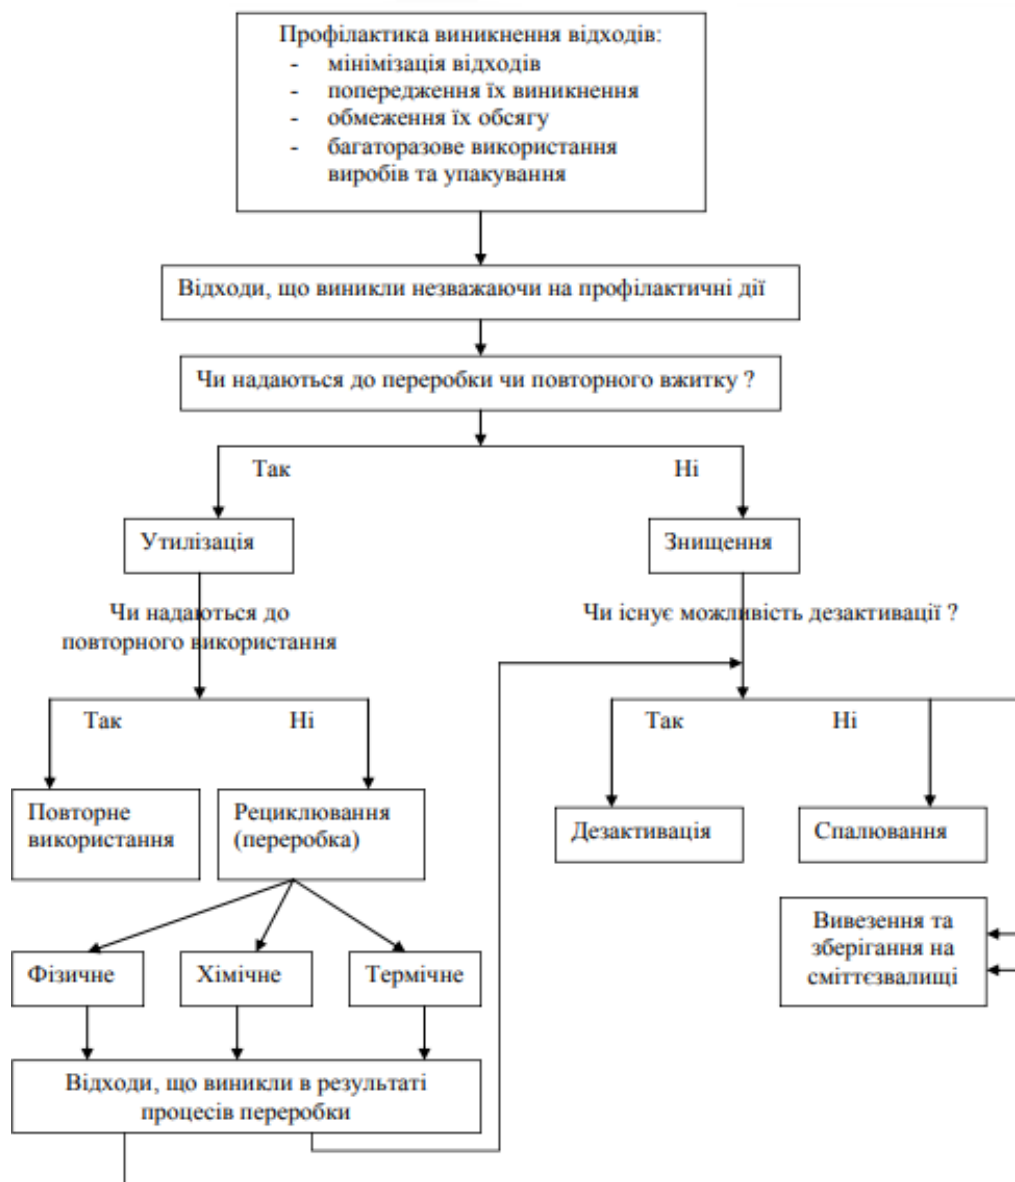 Профілактика виникнення відходів:
- мінімізація відходів
- попередження їх виникнення
- обмеження їх обсягу
- багаторазове використання
виробів та упакування
Відходи, що виникли незважаючи на профілактичні дії
Чи надаються до переробки чи повторного вжитку ?
Так
Ні
Утилізація
Знищення
Чи надаються до
повторного використання
Чи існує можливість дезактивації ?
Так
Ні
Так
Ні
Повторне
використання
Рециклювання
(переробка)
Дезактивація
Спалювання
Вивезення та
зберігання на
сміттєзвалищі
Фізичне
Хімічне
Термічне
Відходи, що виникли в результаті
процесів переробки